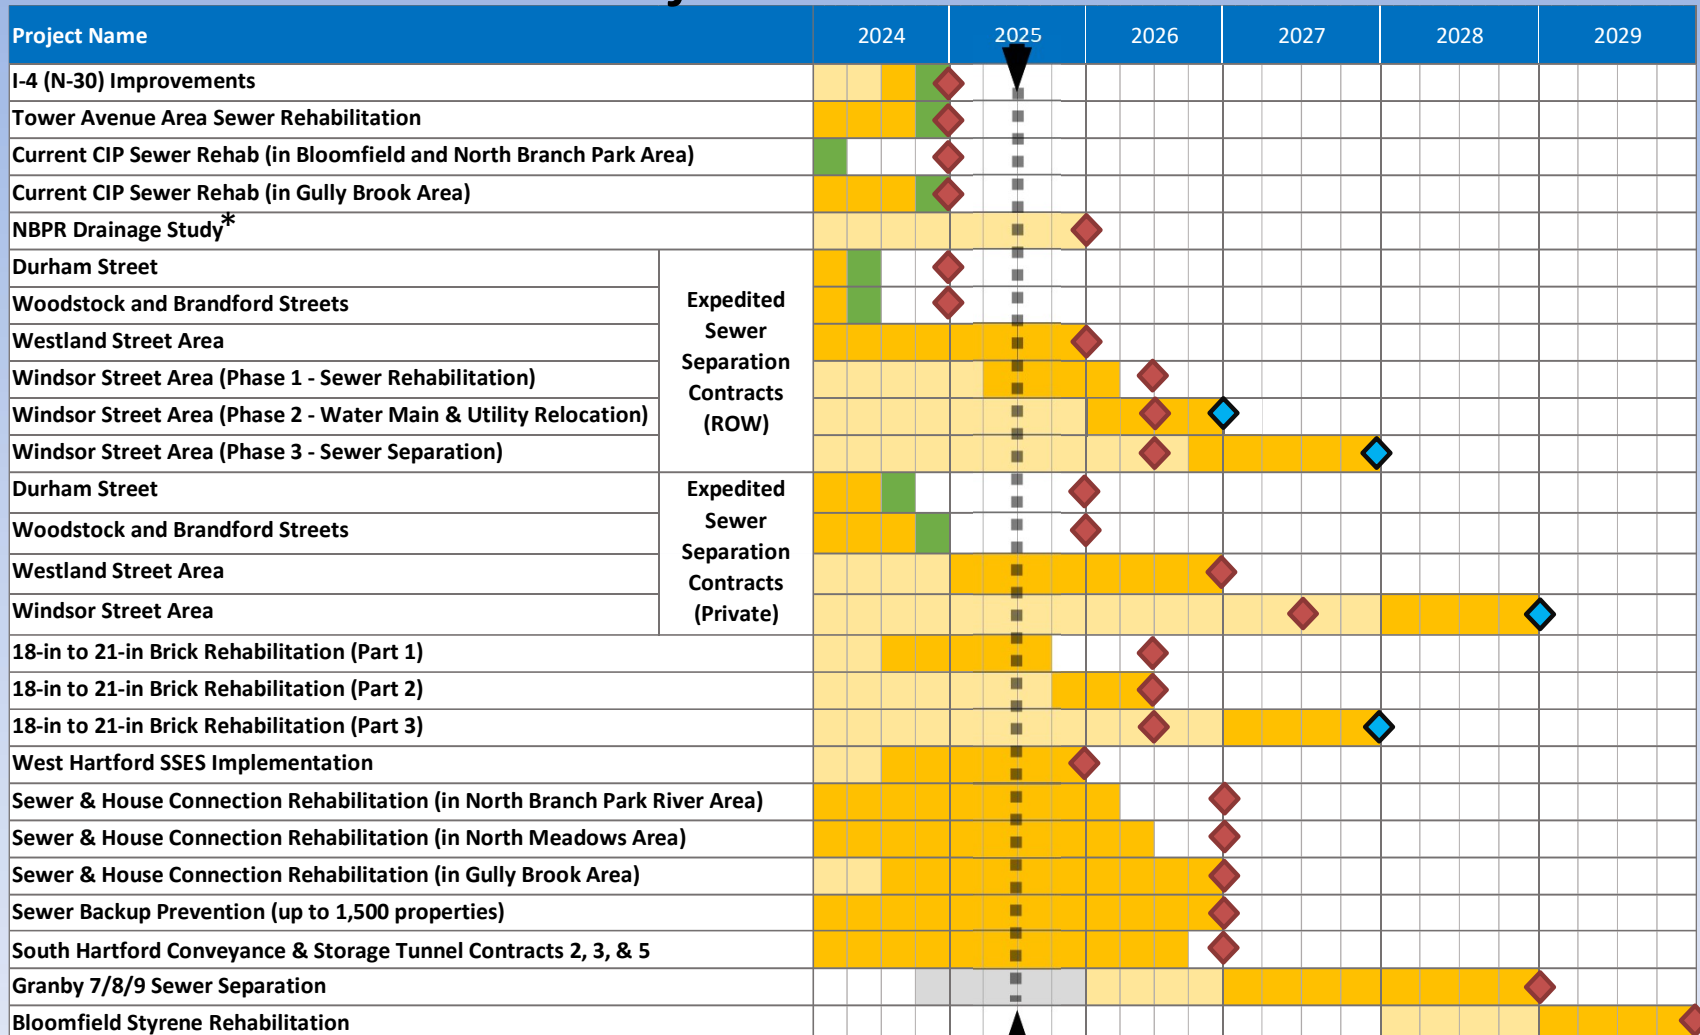 Project Name 2024 2025 2026 2027 2028 2029
I-4 (N-30) Improvements
Tower Avenue Area Sewer Rehabilitation
Current CIP Sewer Rehab (in Bloomfield and North Branch Park Area)
Current CIP Sewer Rehab (in Gully Brook Area)
NBPR Drainage Study*
Durham Street
Woodstock and Brandford Streets
Westland Street Area
Windsor Street Area (Phase 1 - Sewer Rehabilitation)
Windsor Street Area (Phase 2 - Water Main & Utility Relocation)
Windsor Street Area (Phase 3 - Sewer Separation)
Expedited
Sewer
Separation
Contracts
(ROW)
Durham Street
Woodstock and Brandford Streets
Westland Street Area
Windsor Street Area
Expedited
Sewer
Separation
Contracts
(Private)
18-in to 21-in Brick Rehabilitation (Part 1)
18-in to 21-in Brick Rehabilitation (Part 2)
18-in to 21-in Brick Rehabilitation (Part 3)
West Hartford SSES Implementation
Sewer & House Connection Rehabilitation (in North Branch Park River Area)
Sewer & House Connection Rehabilitation (in North Meadows Area)
Sewer & House Connection Rehabilitation (in Gully Brook Area)
Sewer Backup Prevention (up to 1,500 properties)
South Hartford Conveyance & Storage Tunnel Contracts 2, 3, & 5
Granby 7/8/9 Sewer Separation
Bloomfield Styrene Rehabilitation